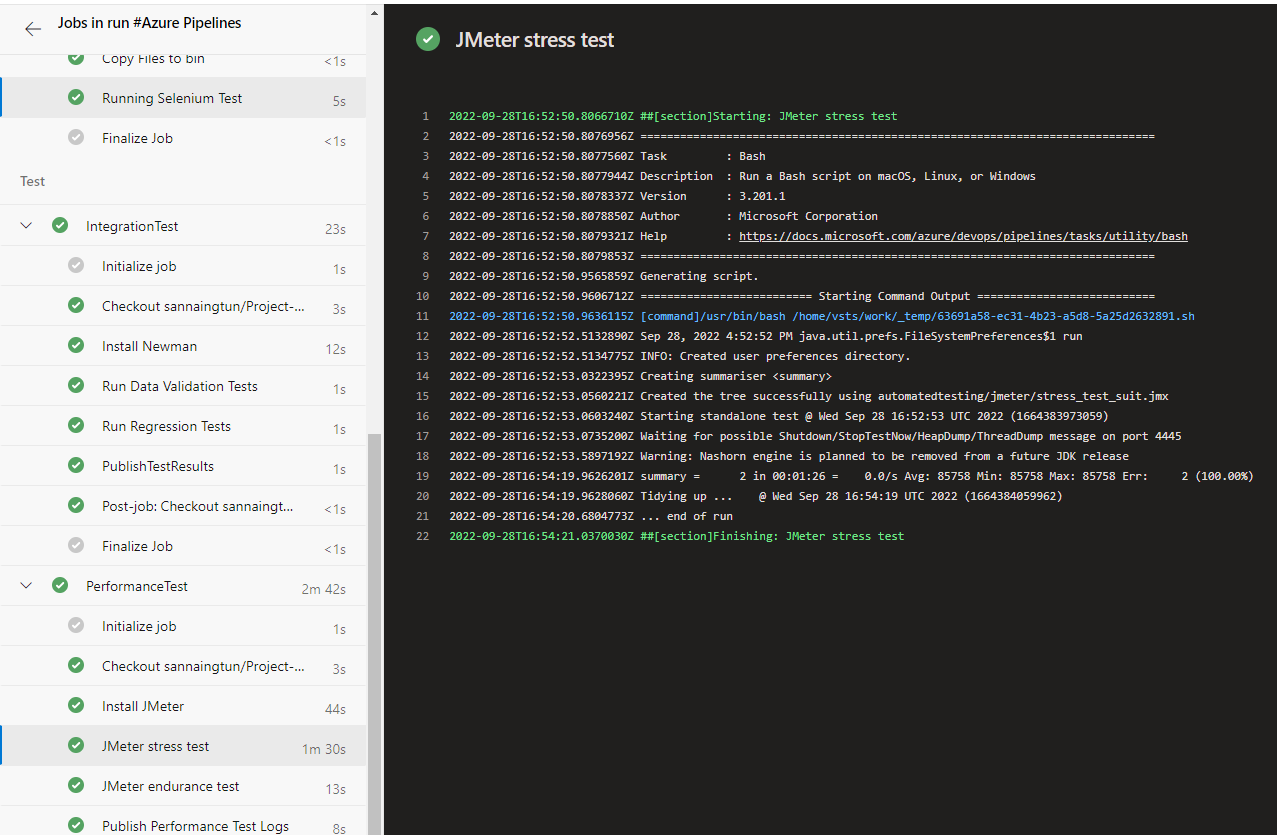 Jobs in run #Azure Pipelines
Copy Files to bin <1s
Running Selenium Test 5s
Finalize Job <1s
Test
IntegrationTest 23s
Initialize job 1s
Checkout sannaingtun/Project-... 3s
Install Newman 12s
Run Data Validation Tests 1s
Run Regression Tests 1s
PublishTestResults 1s
Post-job: Checkout sannaingt... <1s
Finalize Job <1s
PerformanceTest 2m 42s
Initialize job 1s
Checkout sannaingtun/Project-... 3s
Install JMeter 44s
JMeter stress test 1m 30s
JMeter endurance test 13s
Publish Performance Test Logs 8s
JMeter stress test
1 2022-09-28T16:52:50.8066710Z ##[section]Starting: JMeter stress test
2 2022-09-28T16:52:50.8076956Z ==============================================================================
3 2022-09-28T16:52:50.8077560Z Task         : Bash
4 2022-09-28T16:52:50.8077944Z Description  : Run a Bash script on macOS, Linux, or Windows
5 2022-09-28T16:52:50.8078337Z Version      : 3.201.1
6 2022-09-28T16:52:50.8078850Z Author       : Microsoft Corporation
7 2022-09-28T16:52:50.8079321Z Help         : https://docs.microsoft.com/azure/devops/pipelines/tasks/utility/bash
8 2022-09-28T16:52:50.8079853Z ==============================================================================
9 2022-09-28T16:52:50.9565859Z Generating script.
10 2022-09-28T16:52:50.9606712Z ========================== Starting Command Output ===========================
11 2022-09-28T16:52:50.9636115Z [command]/usr/bin/bash /home/vsts/work/_temp/63691a58-ec31-4b23-a5d8-5a25d2632891.sh
12 2022-09-28T16:52:52.5132890Z Sep 28, 2022 4:52:52 PM java.util.prefs.FileSystemPreferences$1 run
13 2022-09-28T16:52:52.5134775Z INFO: Created user preferences directory.
14 2022-09-28T16:52:53.0322395Z Creating summariser <summary>
15 2022-09-28T16:52:53.0560221Z Created the tree successfully using automatedtesting/jmeter/stress_test_suit.jmx
16 2022-09-28T16:52:53.0603240Z Starting standalone test @ Wed Sep 28 16:52:53 UTC 2022 (1664383973059)
17 2022-09-28T16:52:53.0735200Z Waiting for possible Shutdown/StopTestNow/HeapDump/ThreadDump message on port 4445
18 2022-09-28T16:52:53.5897192Z Warning: Nashorn engine is planned to be removed from a future JDK release
19 2022-09-28T16:54:19.9626201Z summary =      2 in 00:01:26 =    0.0/s Avg: 85758 Min: 85758 Max: 85758 Err:     2 (100.00%)
20 2022-09-28T16:54:19.9628060Z Tidying up ...    @ Wed Sep 28 16:54:19 UTC 2022 (1664384059962)
21 2022-09-28T16:54:20.6804773Z ... end of run
22 2022-09-28T16:54:21.0370030Z ##[section]Finishing: JMeter stress test